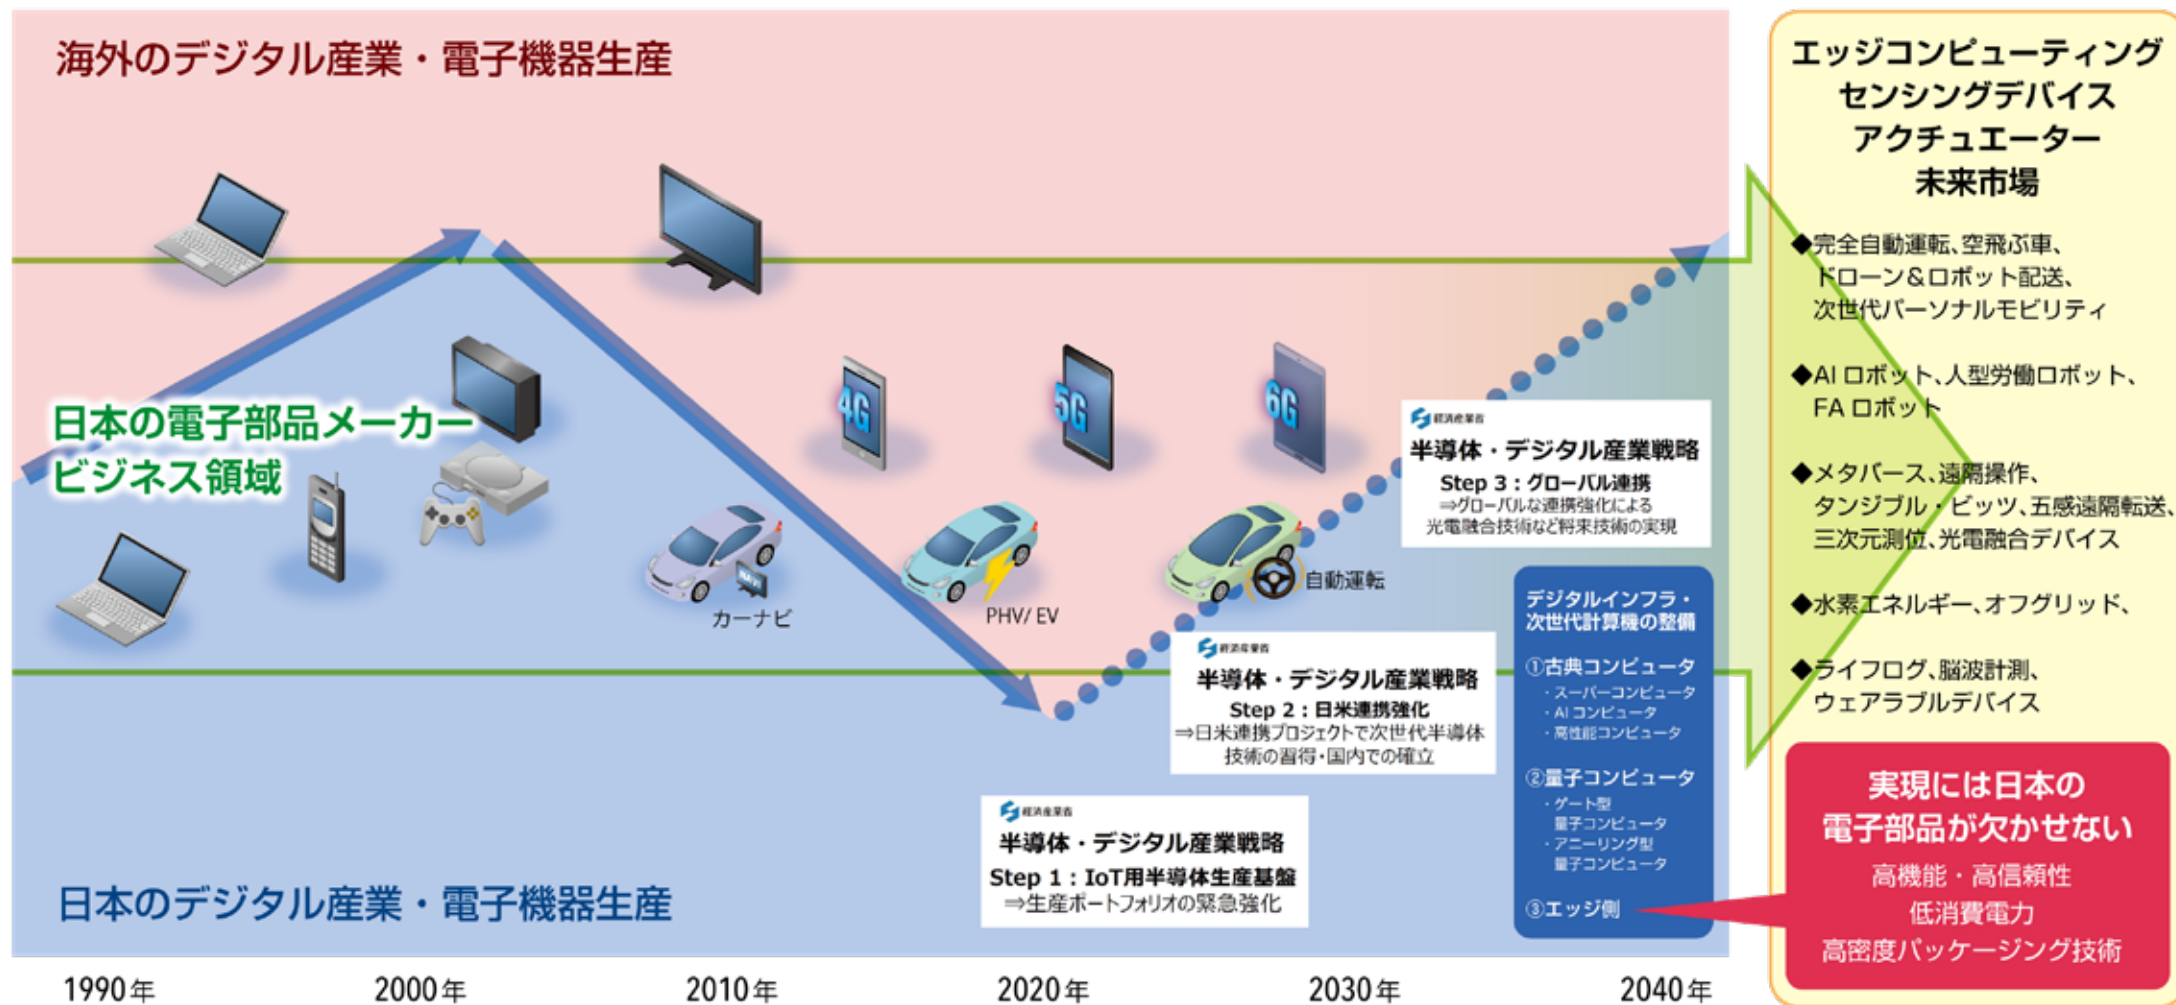 海外のデジタル産業・電子機器生産
日本の電子部品メーカー
ビジネス領域
4G
5G
6G
NAVI
カーナビ
PHV/ EV
自動運転
経済産業省
半導体・デジタル産業戦略
Step 3：グローバル連携
⇒グローバルな連携強化による
光電融合技術など将来技術の実現
経済産業省
半導体・デジタル産業戦略
Step 2：日米連携強化
⇒日米連携プロジェクトで次世代半導体
技術の習得・国内での確立
経済産業省
半導体・デジタル産業戦略
Step 1：IoT用半導体生産基盤
⇒生産ポートフォリオの緊急強化
デジタルインフラ・
次世代計算機の整備
①古典コンピュータ
・スーパーコンピュータ
・AI コンピュータ
・高性能コンピュータ
②量子コンピュータ
・ゲート型
量子コンピュータ
・アニーリング型
量子コンピュータ
③エッジ側
日本のデジタル産業・電子機器生産
1990年
2000年
2010年
2020年
2030年
2040年
エッジコンピューティング
センシングデバイス
アクチュエーター
未来市場
◆完全自動運転、空飛ぶ車、
ドローン＆ロボット配送、
次世代パーソナルモビリティ
◆AI ロボット、人型労働ロボット、
FA ロボット
◆メタバース、遠隔操作、
タンジブル・ビッツ、五感遠隔転送、
三次元測位、光電融合デバイス
◆水素エネルギー、オフグリッド、
◆ライフログ、脳波計測、
ウェアラブルデバイス
実現には日本の
電子部品が欠かせない
高機能・高信頼性
低消費電力
高密度パッケージング技術